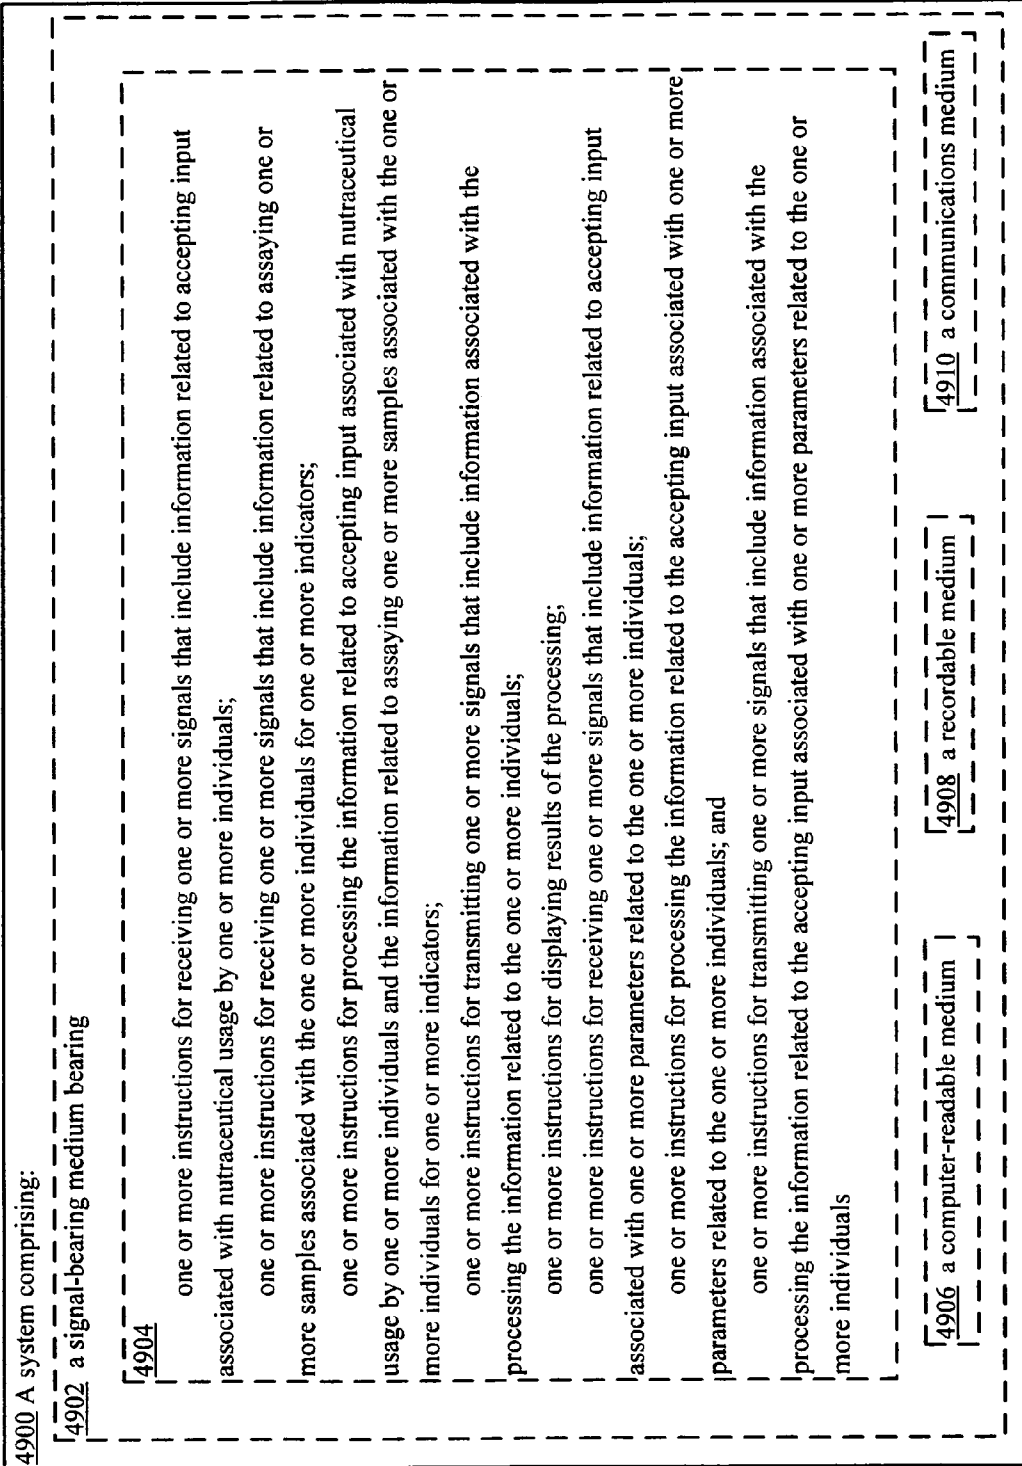 4900 A system comprising:
4902 a signal-bearing medium bearing
4904
one or more instructions for receiving one or more signals that include information related to accepting input
associated with nutraceutical usage by one or more individuals;
one or more instructions for receiving one or more signals that include information related to assaying one or
more samples associated with the one or more individuals for one or more indicators;
one or more instructions for processing the information related to accepting input associated with nutraceutical
usage by one or more individuals and the information related to assaying one or more samples associated with the one or
more individuals for one or more indicators;
one or more instructions for transmitting one or more signals that include information associated with the
processing the information related to the one or more individuals;
one or more instructions for displaying results of the processing;
one or more instructions for receiving one or more signals that include information related to accepting input
associated with one or more parameters related to the one or more individuals;
one or more instructions for processing the information related to the accepting input associated with one or more
parameters related to the one or more individuals; and
one or more instructions for transmitting one or more signals that include information associated with the
processing the information related to the accepting input associated with one or more parameters related to the one or
more individuals
4906 a computer-readable medium
4908 a recordable medium
4910 a communications medium